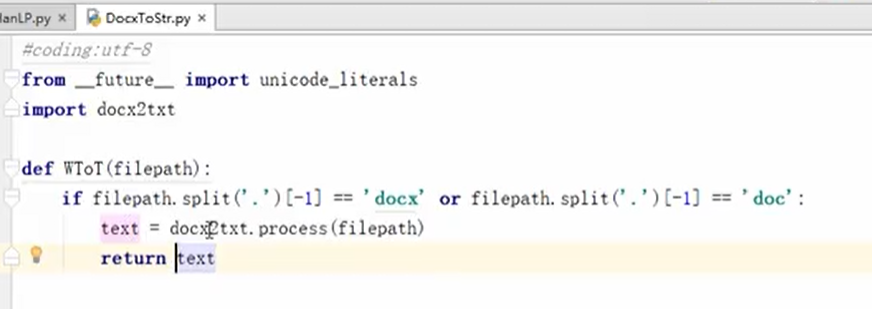 lanLP.py × DocxToStr.py ×
#coding:utf-8
from __future__ import unicode_literals
import docx2txt
def WToT(filepath):
if filepath.split('.')[-1] == 'docx' or filepath.split('.')[-1] == 'doc':
text = docx2txt.process(filepath)
return text